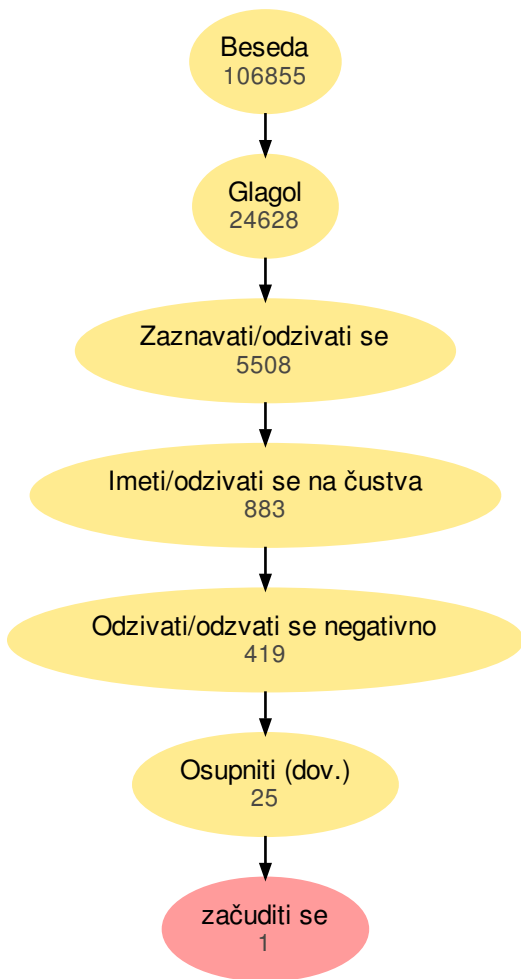 Beseda
106855
Glagol
24628
Zaznavati/odzivati se
5508
Imeti/odzivati se na čustva
883
Odzivati/odzvati se negativno
419
Osupniti (dov.)
25
začuditi se
1